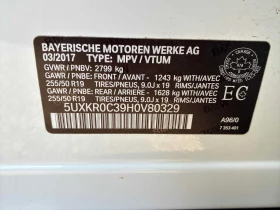 BAYERISCHE MOTOREN WERKE AG
03/2017 TYPE: MPV / VTUM
GVWR / PNBV: 2799 kg
GAWR / PNBE: FRONT / AVANT - 1243 kg WITH/AVEC
255/50 R19 TIRES/PNEUS, 9.0 x 19 RIMS/JANTES
GAWR / PNBE: REAR/ARRIERE - 1628 kg WITH/AVEC
255/50 R19 TIRES/PNEUS, 9.0 x 19 RIMS/JANTES
EC
5UXKR0C39H0V80329
A96/0
7 353 401